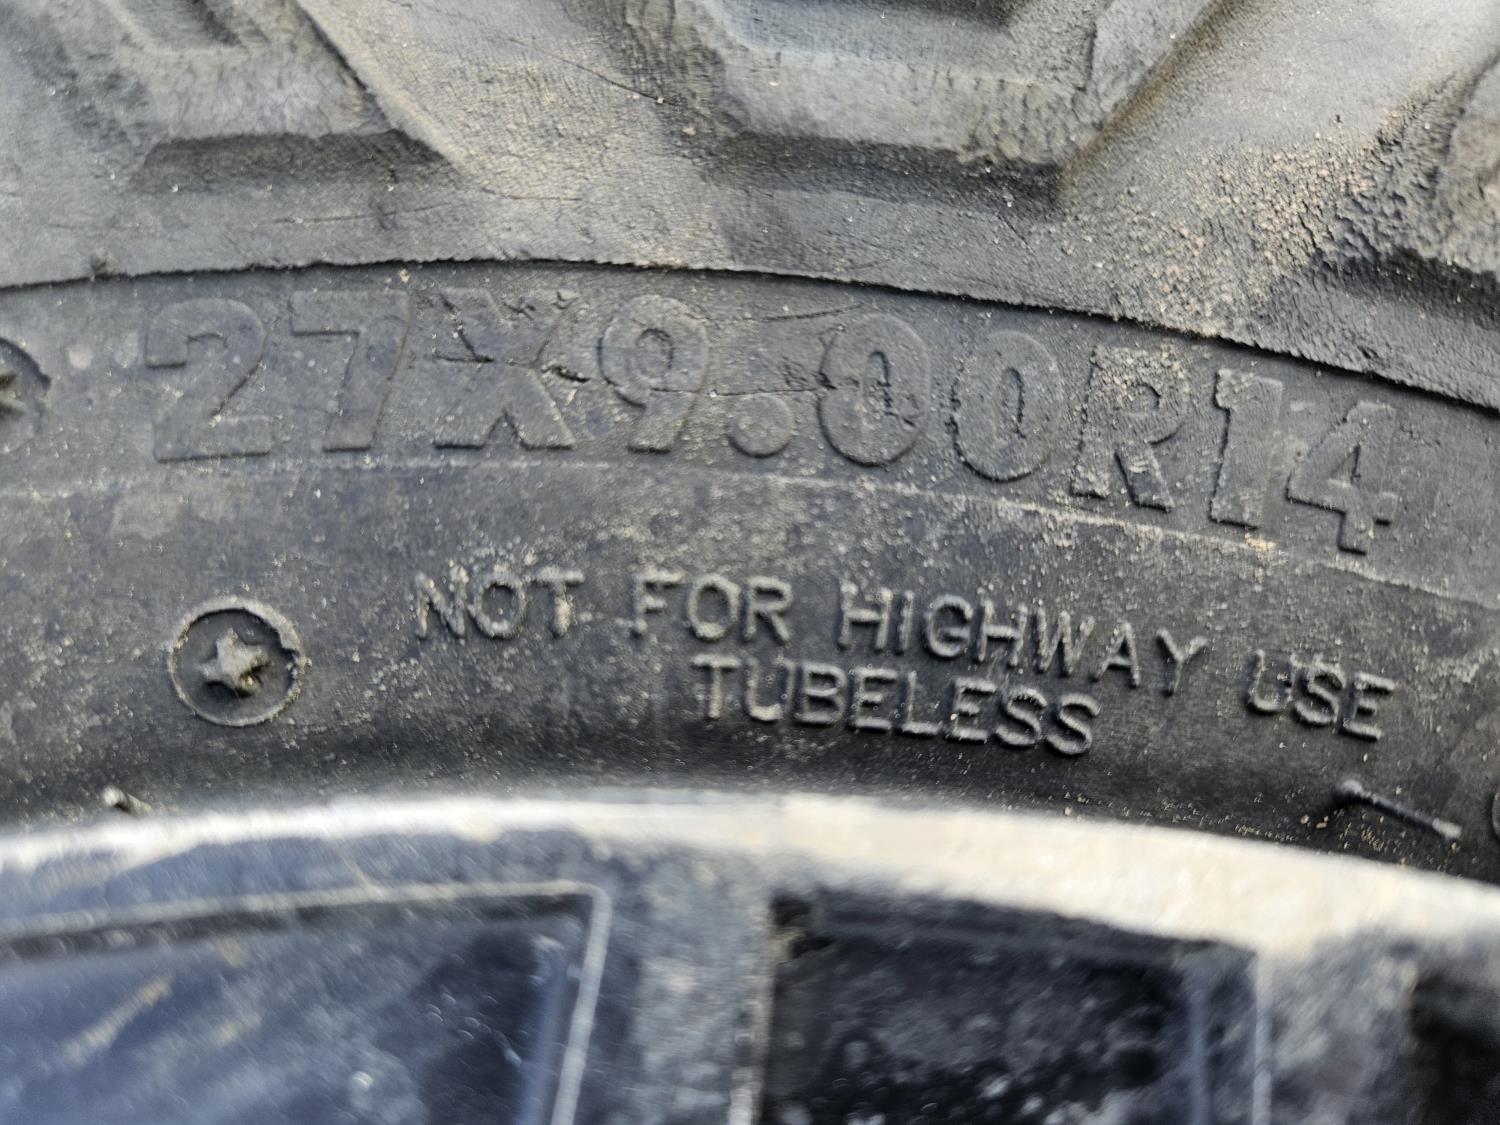 27X9.00R14
NOT FOR HIGHWAY USE
TUBELESS